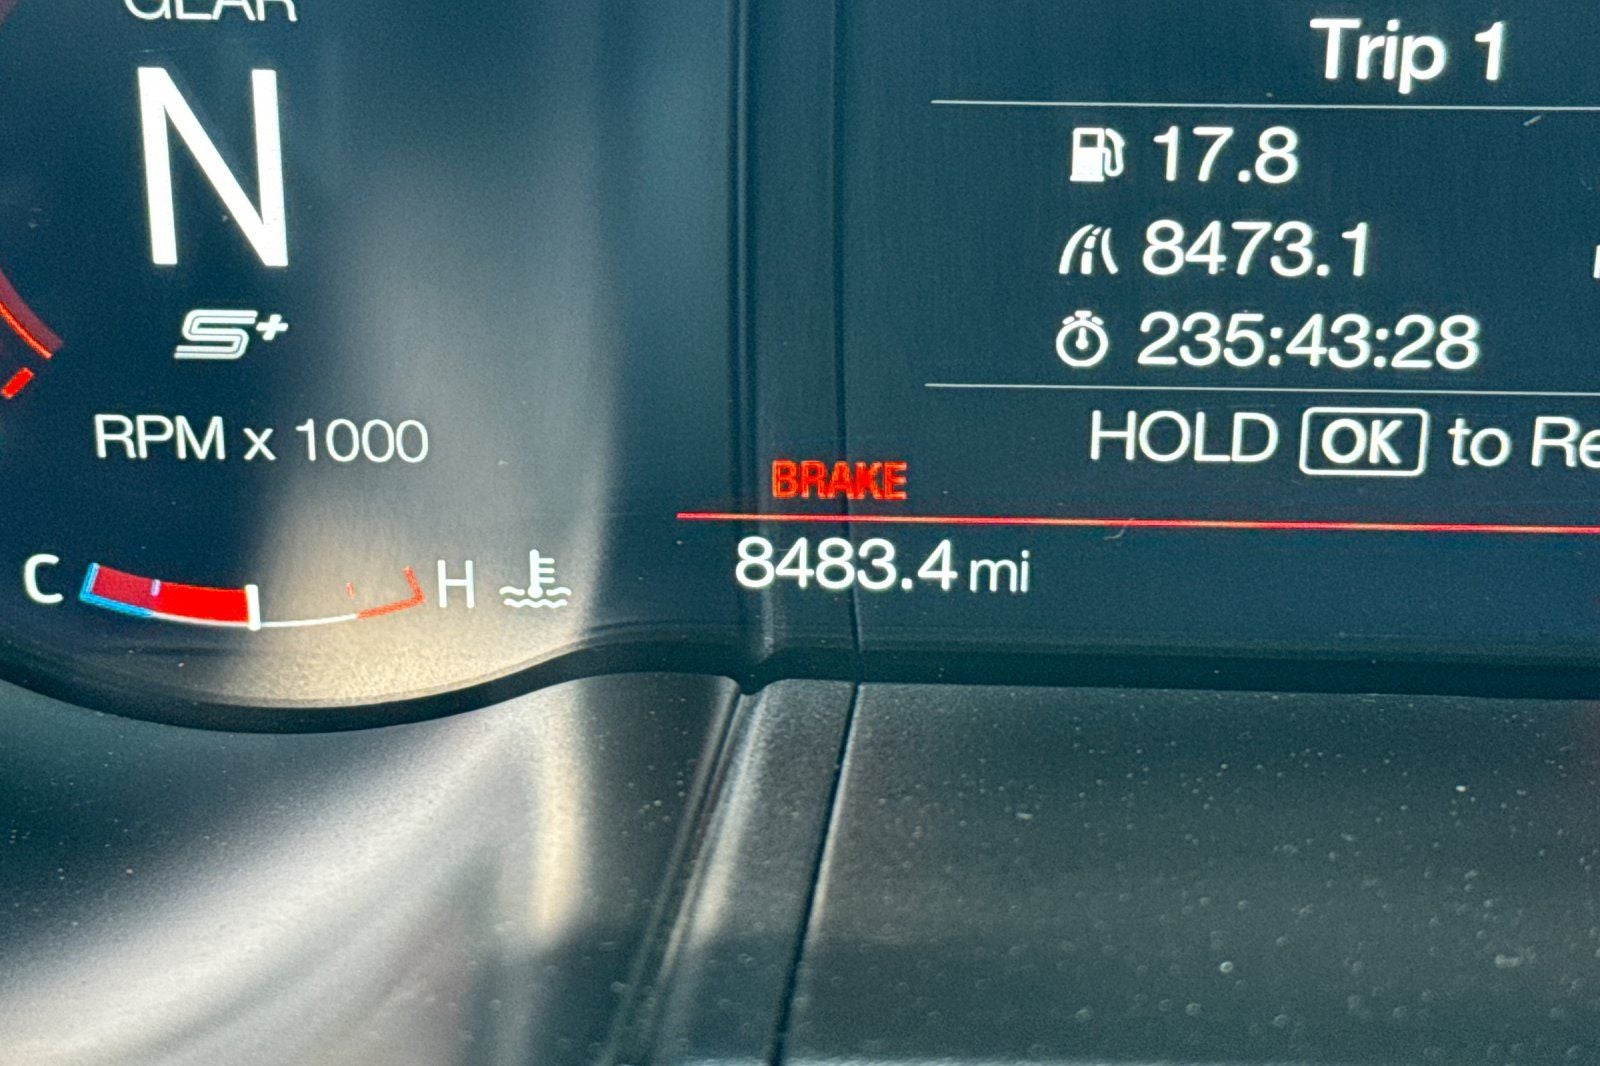 GEAR
N
S+
RPM x 1000
C
H
Trip 1
17.8
8473.1
235:43:28
HOLD OK to Re
BRAKE
8483.4 mi